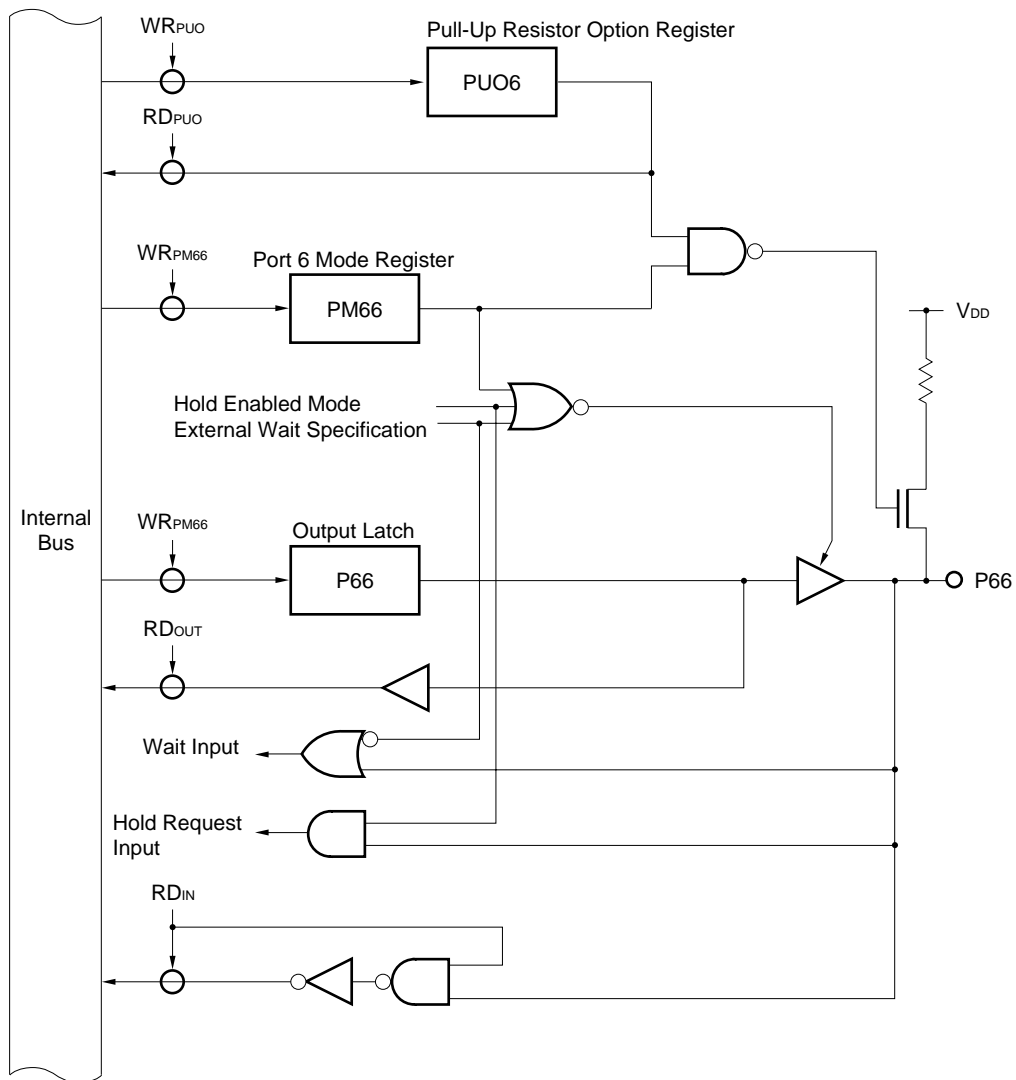 WRPUO
Pull-Up Resistor Option Register
PUO6
RDPUO
WRPM66
Port 6 Mode Register
PM66
VDD
Hold Enabled Mode
External Wait Specification
Internal
Bus
WRPM66
Output Latch
P66
P66
RDOUT
Wait Input
Hold Request
Input
RDIN